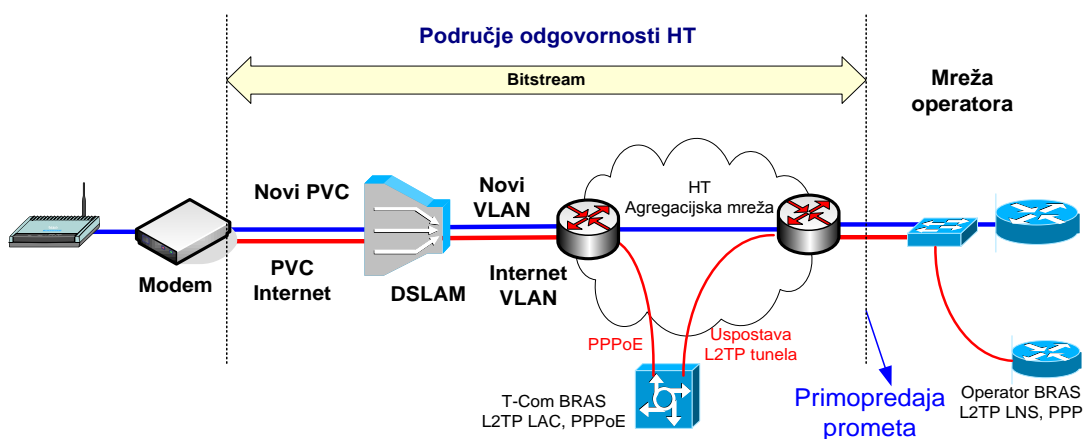 Područje odgovornosti HT
Bitstream
Mreža
operatora
Novi PVC
Novi
VLAN
HT
Agregacijska mreža
Modem
PVC
Internet
DSLAM
Internet
VLAN
PPPoE
Uspostava
L2TP tunela
T-Com BRAS
L2TP LAC, PPPoE
Primopredaja
prometa
Operator BRAS
L2TP LNS, PPP